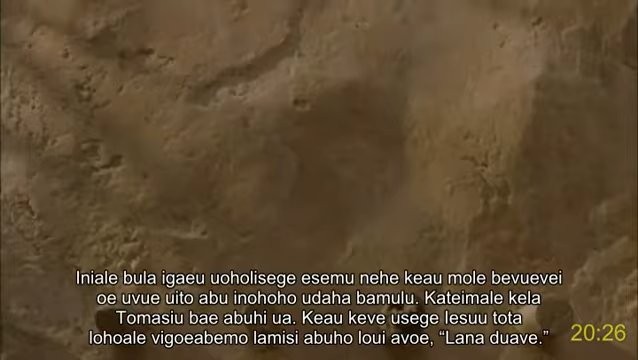 Iniale bula igaeu uoholisege esemu nehe keau mole bevuevei
oe uvue uito abu inohoho udaha bamulu. Kateimale kela
Tomasiu bae abuhi ua. Keau keve usege Iesuu tota
lohoale vigoeabemo lamisi abuho loui avoe, “Lana duave.”
20:26